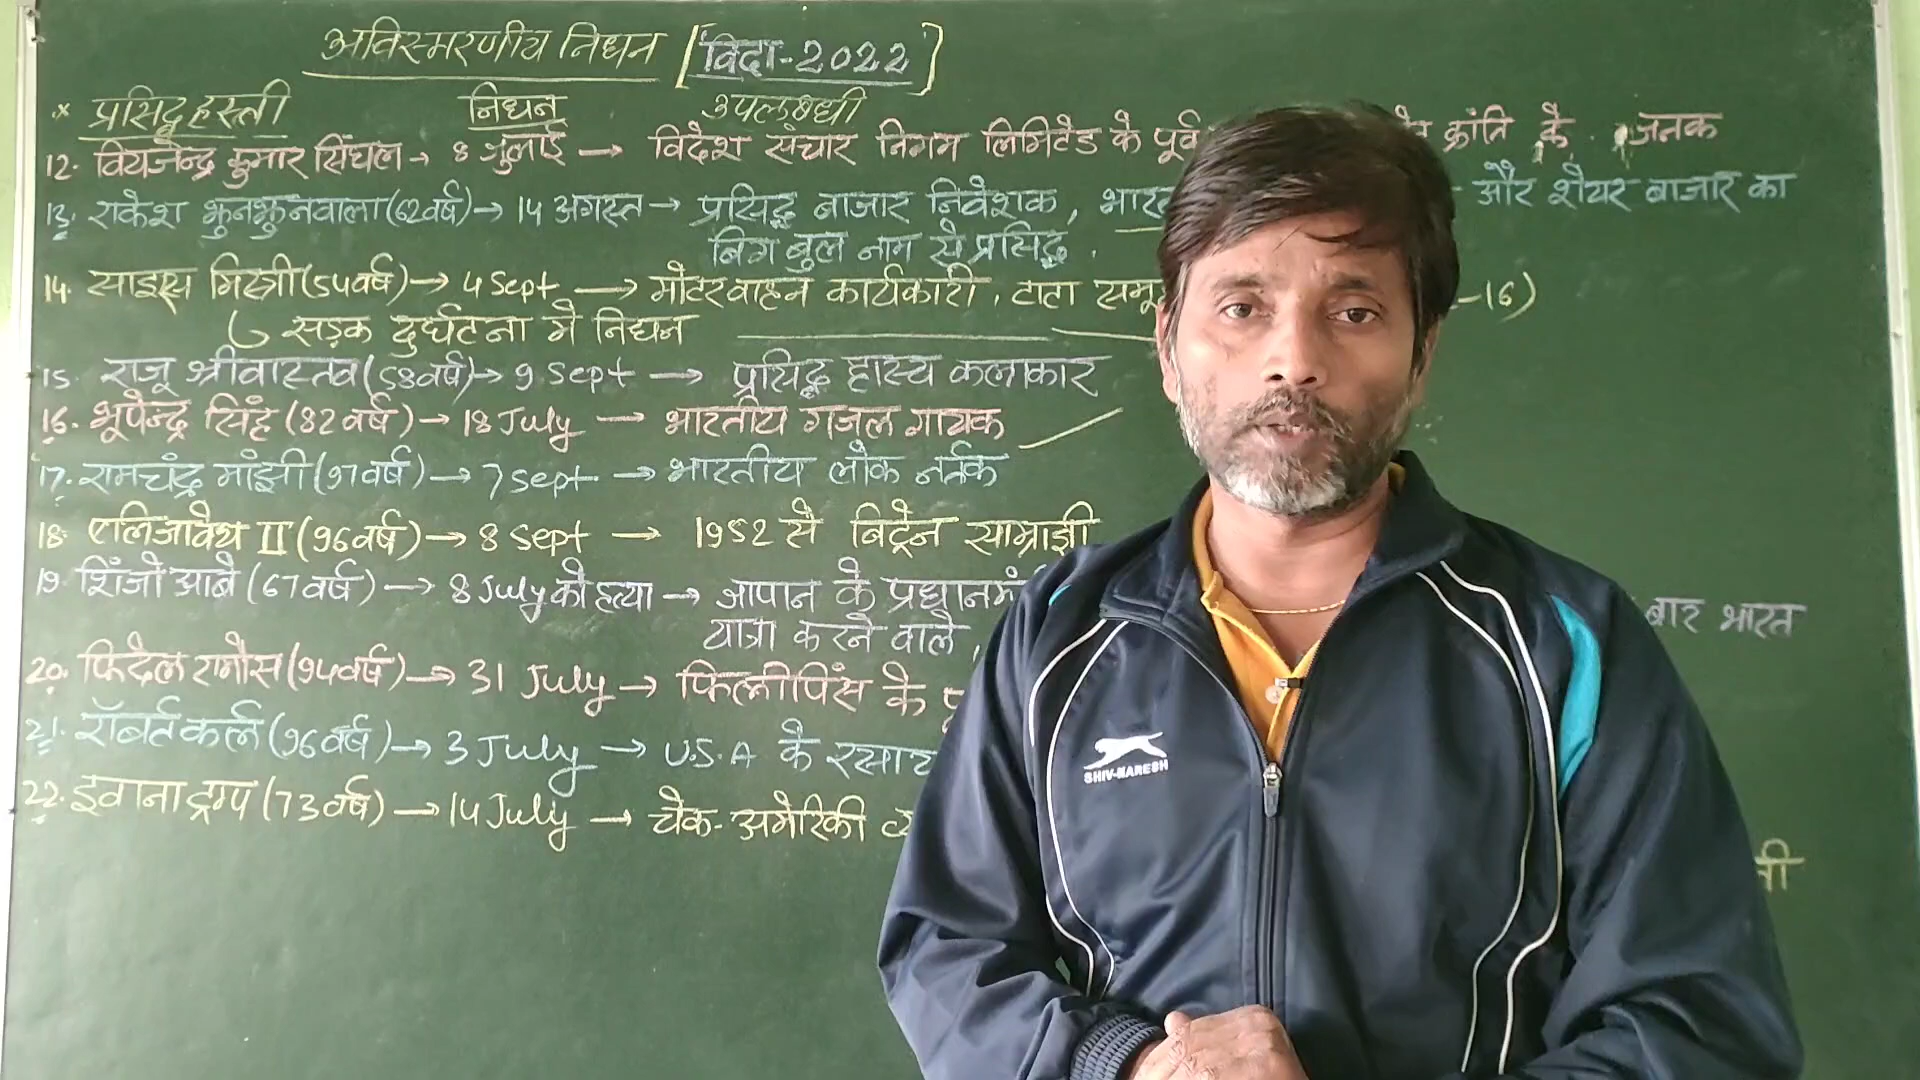 अविस्मरणीय निधन [विदा-2022]
* प्रसिद्ध हस्ती निधन उपलब्धी
12. वियजेन्द्र कुमार सिंघल → 8 जुलाई → विदेश संचार निगम लिमिटेड के पूर्व क्रांति के जनक
13. राकेश झुनझुनवाला (62 वर्ष) → 14 अगस्त → प्रसिद्ध बाजार निवेशक, और शेयर बाजार का
बिग बुल नाम से प्रसिद्ध.
14. साइरस मिस्त्री (54 वर्ष) → 4 Sept → मोटरवाहन कार्यकारी, टाटा -16)
↳ सड़क दुर्घटना में निधन
15. राजू श्रीवास्तव (58 वर्ष) → 9 Sept → प्रसिद्ध हास्य कलाकार
16. भूपेन्द्र सिंह (82 वर्ष) → 18 July → भारतीय गजल गायक
17. रामचंद्र मांझी (97 वर्ष) → 7 Sept → भारतीय लोक नर्तक
18. एलिजावेथ II (96 वर्ष) → 8 Sept → 1952 से ब्रिट्रेन साम्राज्ञी
19. शिंजो आबे (67 वर्ष) → 8 July को हत्या → जापान के बार भारत
यात्रा करने वाले,
20. फिदेल रामोस (94 वर्ष) → 31 July → फिलीपिंस के
21. रॉबर्ट कर्ल (96 वर्ष) → 3 July → U.S.A के
22. इवाना ट्रम्प (73 वर्ष) → 14 July → चेक-अमेरिकी
SHIV-NARESH